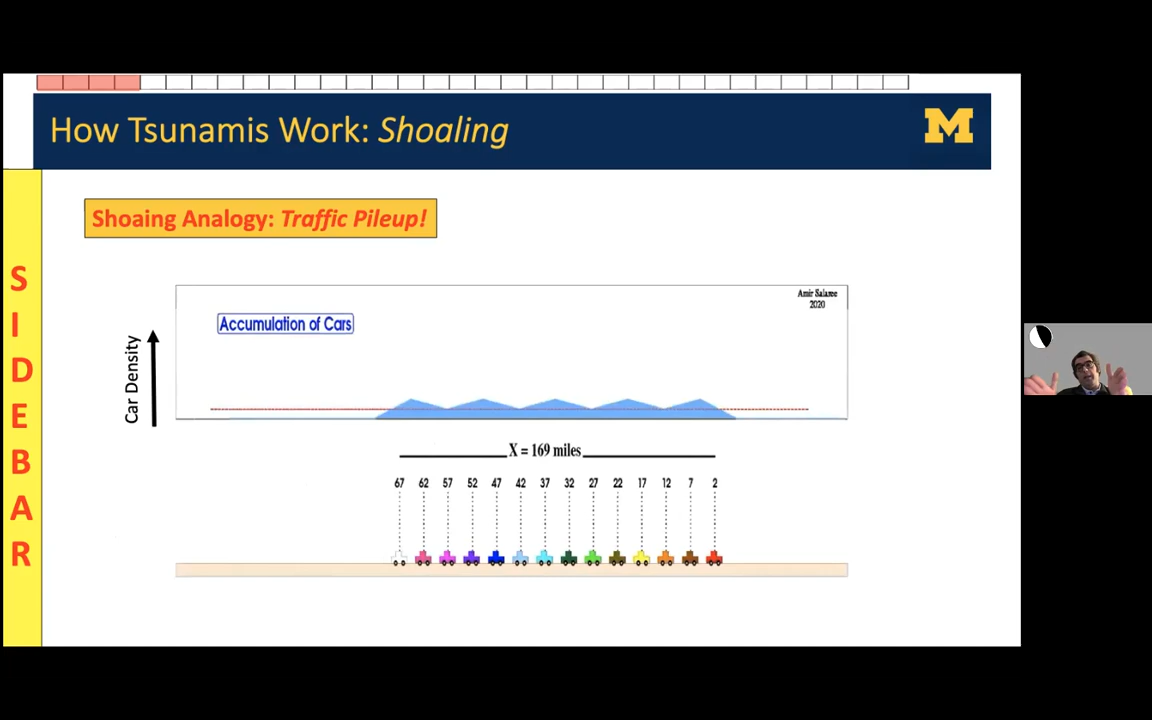 How Tsunamis Work: Shoaling
M
Shoaing Analogy: Traffic Pileup!
SIDEBAR
Amir Salaree
2020
Accumulation of Cars
Car Density
X = 169 miles
67 62 57 52 47 42 37 32 27 22 17 12 7 2